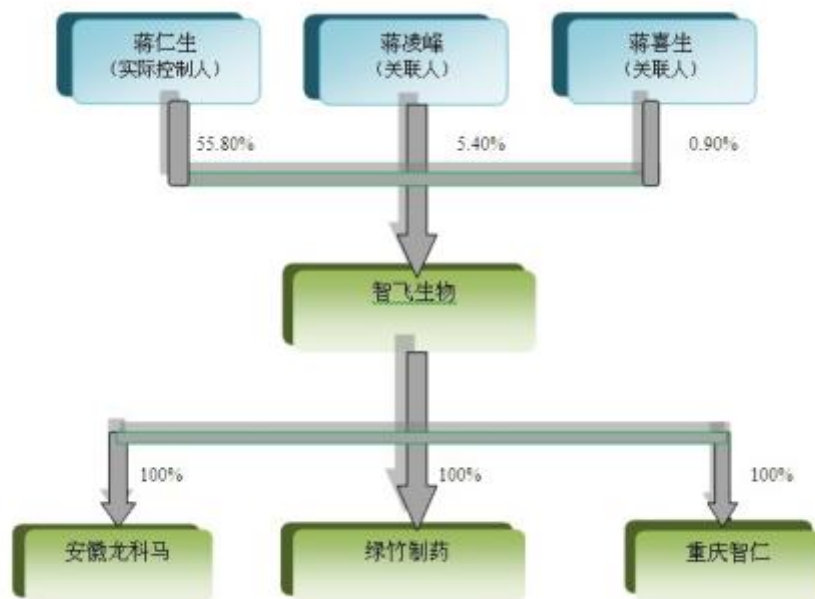 蒋仁生
（实际控制人）
蒋凌峰
（关联人）
蒋喜生
（关联人）
55.80%
5.40%
0.90%
智飞生物
100%
100%
100%
安徽龙科马
绿竹制药
重庆智仁